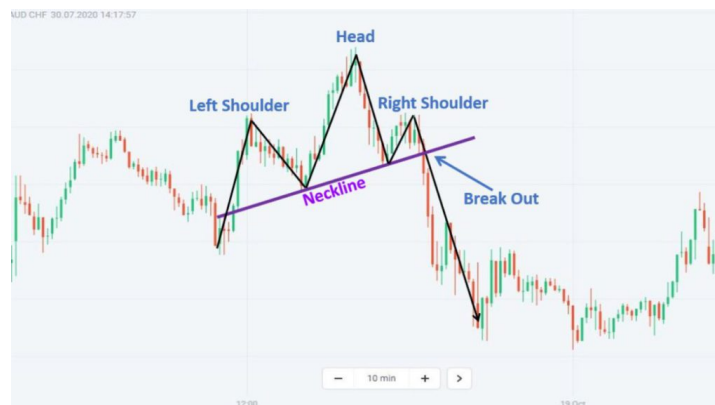 AUD CHF 30.07.2020 14:17:57
Head
Left Shoulder
Right Shoulder
Neckline
Break Out
− 10 min + >
12:00
19 Oct